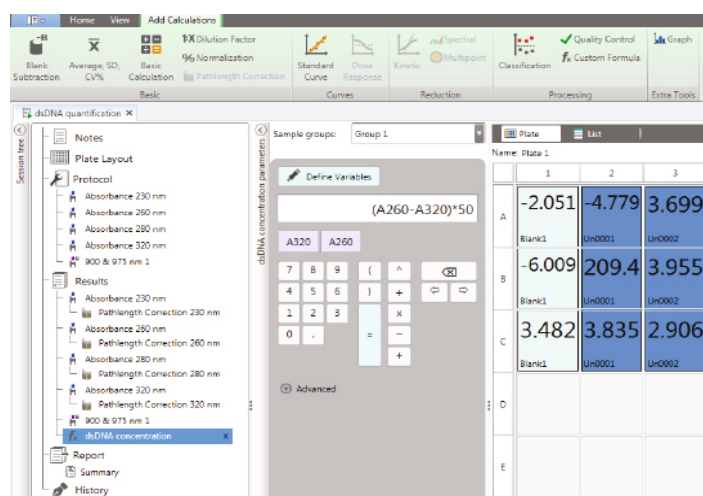 Home View Add Calculations
Blank Subtraction
Average, SD, CV%
Basic Calculation
Dilution Factor
Normalization
Pathlength Correction
Basic
Standard Curve
Dose Response
Curves
Kinetic
Spectral
Multipoint
Reduction
Classification
Quality Control
Custom Formula
Processing
Graph
Extra Tools
dsDNA quantification
Session tree
Notes
Plate Layout
Protocol
Absorbance 230 nm
Absorbance 260 nm
Absorbance 280 nm
Absorbance 320 nm
900 & 975 nm 1
Results
Absorbance 230 nm
Pathlength Correction 230 nm
Absorbance 260 nm
Pathlength Correction 260 nm
Absorbance 280 nm
Pathlength Correction 280 nm
Absorbance 320 nm
Pathlength Correction 320 nm
900 & 975 nm 1
dsDNA concentration x
Report
Summary
History
dsDNA concentration parameters
Sample groups: Group 1
Define Variables
(A260-A320)*50
A320 A260
7 8 9 ( ^
4 5 6 ) +
1 2 3 x
0 . = −
+
Advanced
Plate List
Name: Plate 1
1 2 3
A -2.051 -4.779 3.699
Blank1 Un0001 Un0002
B -6.009 209.4 3.955
Blank1 Un0001 Un0002
C 3.482 3.835 2.906
Blank1 Un0001 Un0002
D
E